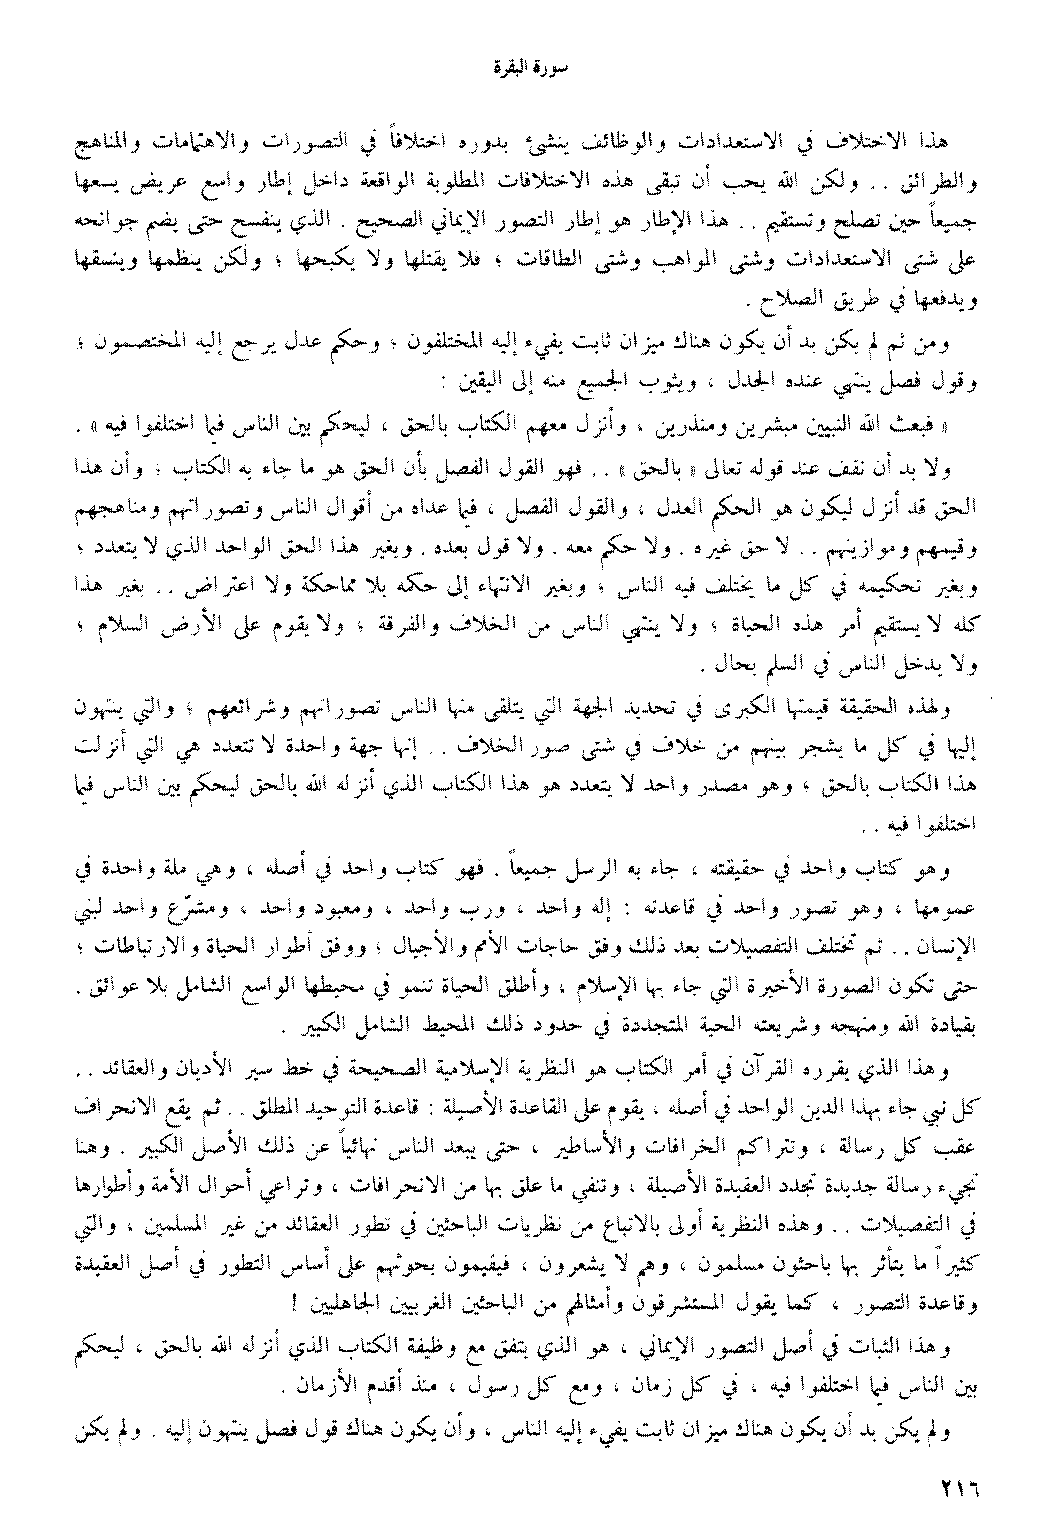 سورة البقرة
هذا الاختلاف في الاستعدادات والوظائف ينشئ بدوره اختلافاً في التصورات والاهتمامات والمناهج
والطرائق .. ولكن الله يحب أن تبقى هذه الاختلافات المطلوبة الواقعة داخل إطار واسع عريض يسعها
جميعاً حين تصلح وتستقيم .. هذا الإطار هو إطار التصور الإيماني الصحيح . الذي ينفسح حتى يضم جوانحه
على شتى الاستعدادات وشتى المواهب وشتى الطاقات ؛ فلا يقتلها ولا يكبحها ؛ ولكن ينظمها وينسقها
ويدفعها في طريق الصلاح .
ومن ثم لم يكن بد أن يكون هناك ميزان ثابت يفيء إليه المختلفون ؛ وحكم عدل يرجع إليه المختصمون ؛
وقول فصل ينتهي عنده الجدل ، ويثوب الجميع منه إلى اليقين :
« فبعث الله النبيين مبشرين ومنذرين ، وأنزل معهم الكتاب بالحق ، ليحكم بين الناس فيما اختلفوا فيه » .
ولا بد أن نقف عند قوله تعالى « بالحق » .. فهو القول الفصل بأن الحق هو ما جاء به الكتاب ؛ وأن هذا
الحق قد أنزل ليكون هو الحكم العدل ، والقول الفصل ، فيما عداه من أقوال الناس وتصوراتهم ومناهجهم
وقيمهم وموازينهم .. لا حق غيره . ولا حكم معه . ولا قول بعده . وبغير هذا الحق الواحد الذي لا يتعدد ؛
وبغير تحكيمه في كل ما يختلف فيه الناس ؛ وبغير الانتهاء إلى حكمه بلا مماحكة ولا اعتراض .. بغير هذا
كله لا يستقيم أمر هذه الحياة ؛ ولا ينتهي الناس من الخلاف والفرقة ؛ ولا يقوم على الأرض السلام ؛
ولا يدخل الناس في السلم بحال .
ولهذه الحقيقة قيمتها الكبرى في تحديد الجهة التي يتلقى منها الناس تصوراتهم وشرائعهم ؛ والتي ينتهون
إليها في كل ما يشجر بينهم من خلاف في شتى صور الخلاف .. إنها جهة واحدة لا تتعدد هي التي أنزلت
هذا الكتاب بالحق ؛ وهو مصدر واحد لا يتعدد هو هذا الكتاب الذي أنزله الله بالحق ليحكم بين الناس فيما
اختلفوا فيه ..
وهو كتاب واحد في حقيقته ، جاء به الرسل جميعاً . فهو كتاب واحد في أصله ، وهي ملة واحدة في
عمومها ، وهو تصور واحد في قاعدته : إله واحد ، ورب واحد ، ومعبود واحد ، ومشرّع واحد لبني
الإنسان .. ثم تختلف التفصيلات بعد ذلك وفق حاجات الأمم والأجيال ؛ ووفق أطوار الحياة والارتباطات ؛
حتى تكون الصورة الأخيرة التي جاء بها الإسلام ، وأطلق الحياة تنمو في محيطها الواسع الشامل بلا عوائق .
بقيادة الله ومنهجه وشريعته الحية المتجددة في حدود ذلك المحيط الشامل الكبير .
وهذا الذي يقرره القرآن في أمر الكتاب هو النظرية الإسلامية الصحيحة في خط سير الأديان والعقائد ..
كل نبي جاء بهذا الدين الواحد في أصله ، يقوم على القاعدة الأصيلة : قاعدة التوحيد المطلق .. ثم يقع الانحراف
عقب كل رسالة ، وتتراكم الخرافات والأساطير ، حتى يبعد الناس نهائياً عن ذلك الأصل الكبير . وهنا
تجيء رسالة جديدة تجدد العقيدة الأصيلة ، وتنفي ما علق بها من الانحرافات ، وتراعي أحوال الأمة وأطوارها
في التفصيلات .. وهذه النظرية أولى بالاتباع من نظريات الباحثين في تطور العقائد من غير المسلمين ، والتي
كثيراً ما يتأثر بها باحثون مسلمون ، وهم لا يشعرون ، فيقيمون بحوثهم على أساس التطور في أصل العقيدة
وقاعدة التصور ، كما يقول المستشرقون وأمثالهم من الباحثين الغربيين الجاهليين !
وهذا الثبات في أصل التصور الإيماني ، هو الذي يتفق مع وظيفة الكتاب الذي أنزله الله بالحق ، ليحكم
بين الناس فيما اختلفوا فيه ، في كل زمان ، ومع كل رسول ، منذ أقدم الأزمان .
ولم يكن بد أن يكون هناك ميزان ثابت يفيء إليه الناس ، وأن يكون هناك قول فصل ينتهون إليه . ولم يكن
٢١٦